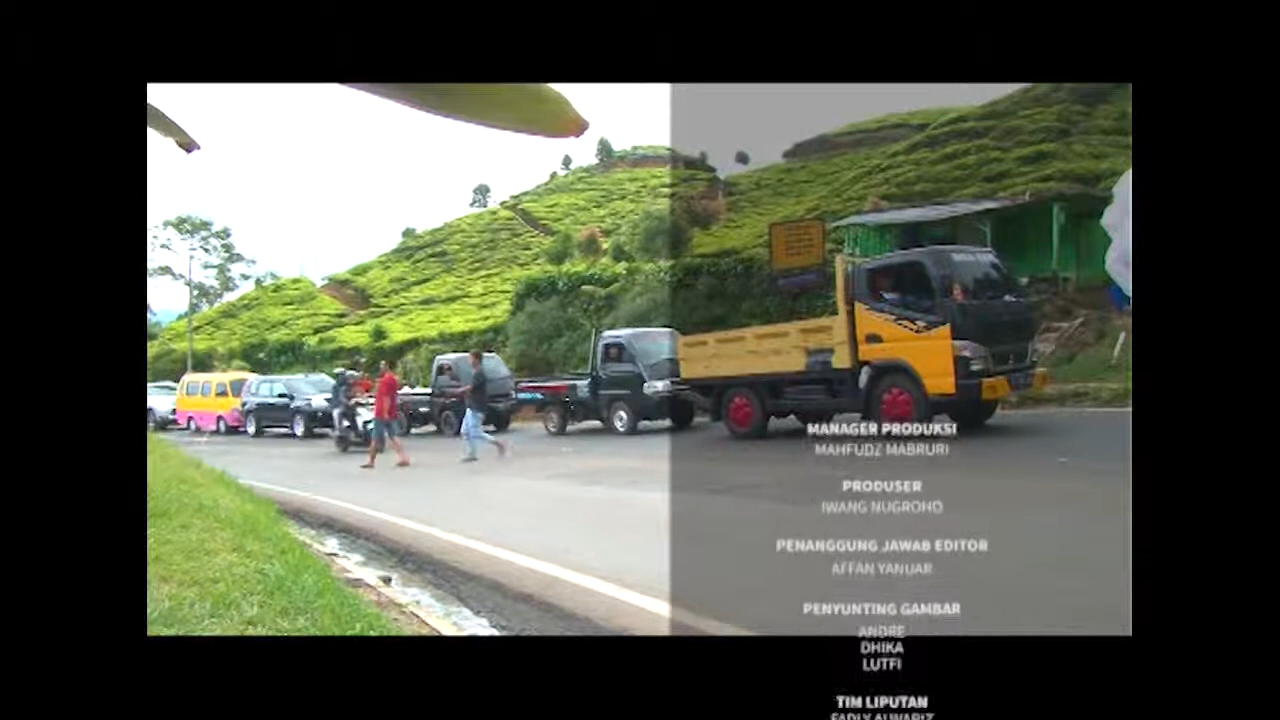 MANAGER PRODUKSI
MAHFUDZ MABRURI
PRODUSER
IWANG NUGROHO
PENANGGUNG JAWAB EDITOR
AFFAN YANUAR
PENYUNTING GAMBAR
ANDRE
DHIKA
LUTFI
TIM LIPUTAN